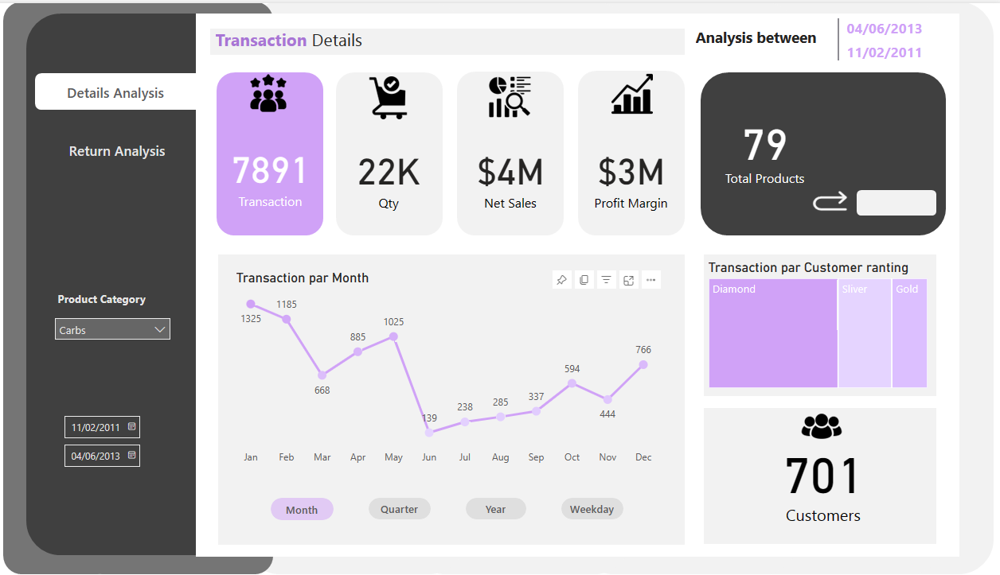 Transaction Details
Analysis between
04/06/2013
11/02/2011
Details Analysis
Return Analysis
7891
Transaction
22K
Qty
$4M
Net Sales
$3M
Profit Margin
79
Total Products
Product Category
Carbs
11/02/2011
04/06/2013
Transaction par Month
1325
1185
668
885
1025
139
238
285
337
594
444
766
Jan Feb Mar Apr May Jun Jul Aug Sep Oct Nov Dec
Month Quarter Year Weekday
Transaction par Customer ranting
Diamond Sliver Gold
701
Customers